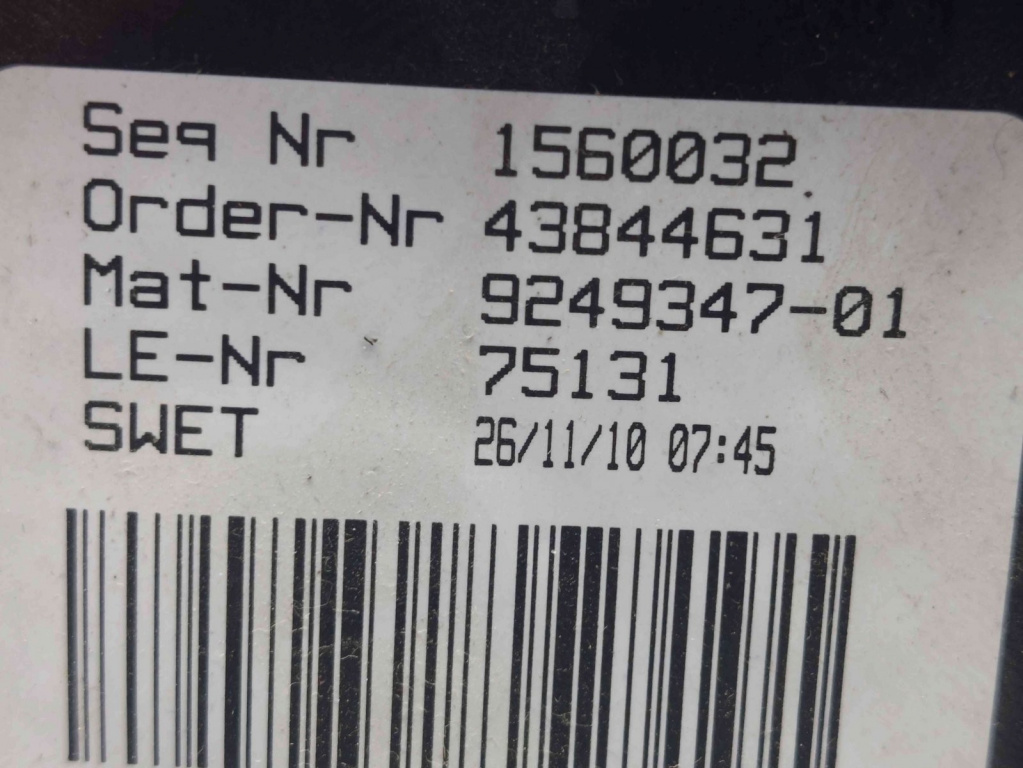 Seq Nr 1560032
Order-Nr 43844631
Mat-Nr 9249347-01
LE-Nr 75131
SWET 26/11/10 07:45